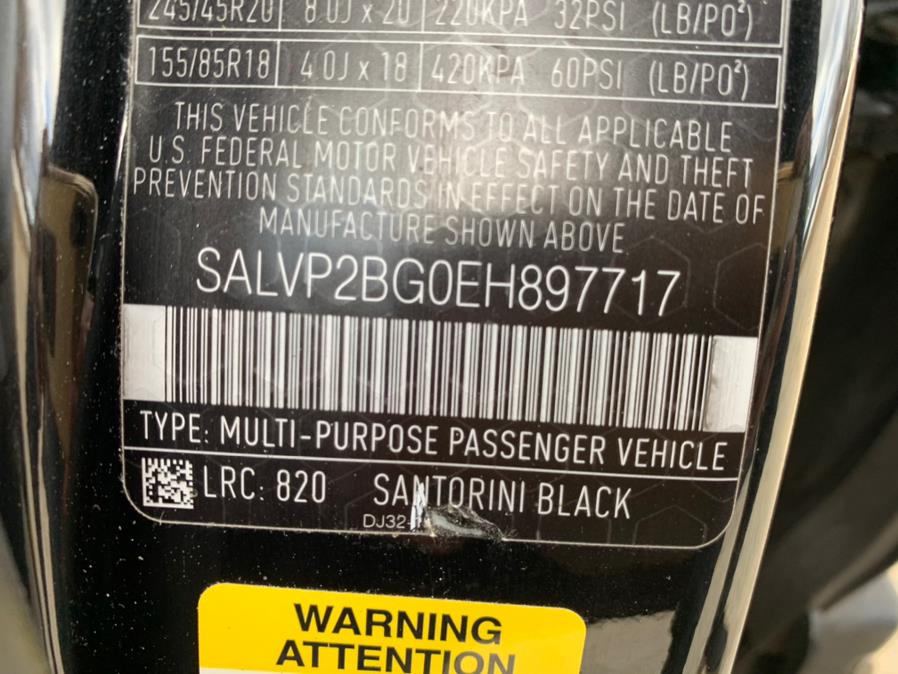 245/45R20 8.0J x 20 220KPA 32PSI (LB/PO²)
155/85R18 4.0J x 18 420KPA 60PSI (LB/PO²)
THIS VEHICLE CONFORMS TO ALL APPLICABLE
U.S. FEDERAL MOTOR VEHICLE SAFETY AND THEFT
PREVENTION STANDARDS IN EFFECT ON THE DATE OF
MANUFACTURE SHOWN ABOVE
SALVP2BG0EH897717
TYPE: MULTI-PURPOSE PASSENGER VEHICLE
LRC: 820 SANTORINI BLACK
WARNING
ATTENTION